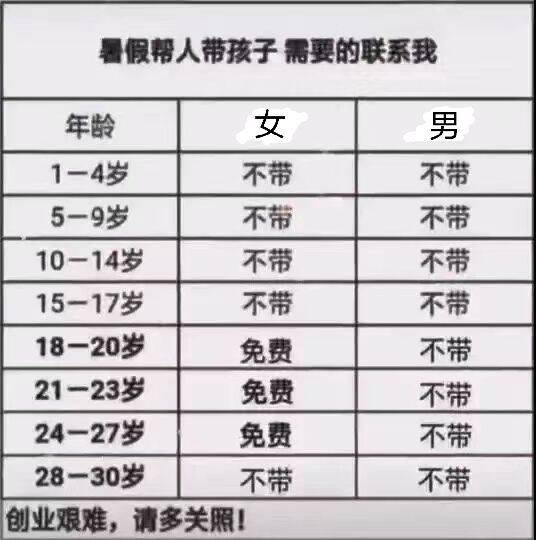 暑假帮人带孩子 需要的联系我
年龄 女 男
1－4岁 不带 不带
5－9岁 不带 不带
10－14岁 不带 不带
15－17岁 不带 不带
18－20岁 免费 不带
21－23岁 免费 不带
24－27岁 免费 不带
28－30岁 不带 不带
创业艰难，请多关照！